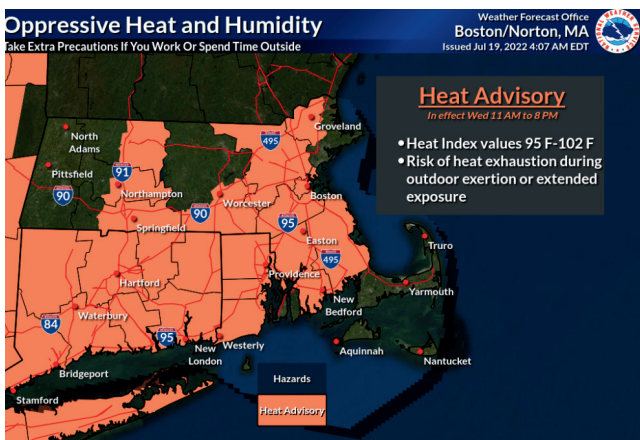 Oppressive Heat and Humidity
Take Extra Precautions If You Work Or Spend Time Outside
Weather Forecast Office
Boston/Norton, MA
Issued Jul 19, 2022 4:07 AM EDT
Heat Advisory
In effect Wed 11 AM to 8 PM
•Heat Index values 95 F-102 F
•Risk of heat exhaustion during
outdoor exertion or extended
exposure
North
Adams
Pittsfield
90
91
Northampton
Springfield
90
Worcester
495
Groveland
Boston
95
Easton
495
Providence
New
Bedford
Truro
Yarmouth
Hartford
84
Waterbury
95
New
London
Westerly
Aquinnah
Nantucket
Bridgeport
Stamford
Hazards
Heat Advisory